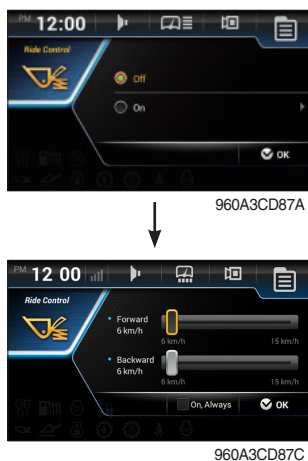 PM 12:00
Ride Control
Off
On
OK
960A3CD87A
PM 12 00
Ride Control
Forward
6 km/h
6 km/h 15 km/h
Backward
6 km/h
6 km/h 15 km/h
On, Always OK
960A3CD87C